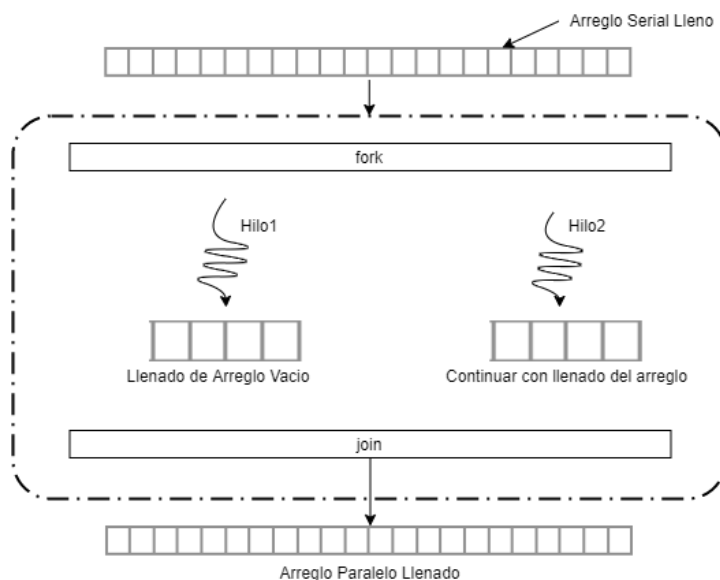 Arreglo Serial Lleno
fork
Hilo1
Hilo2
Llenado de Arreglo Vacio
Continuar con llenado del arreglo
join
Arreglo Paralelo Llenado